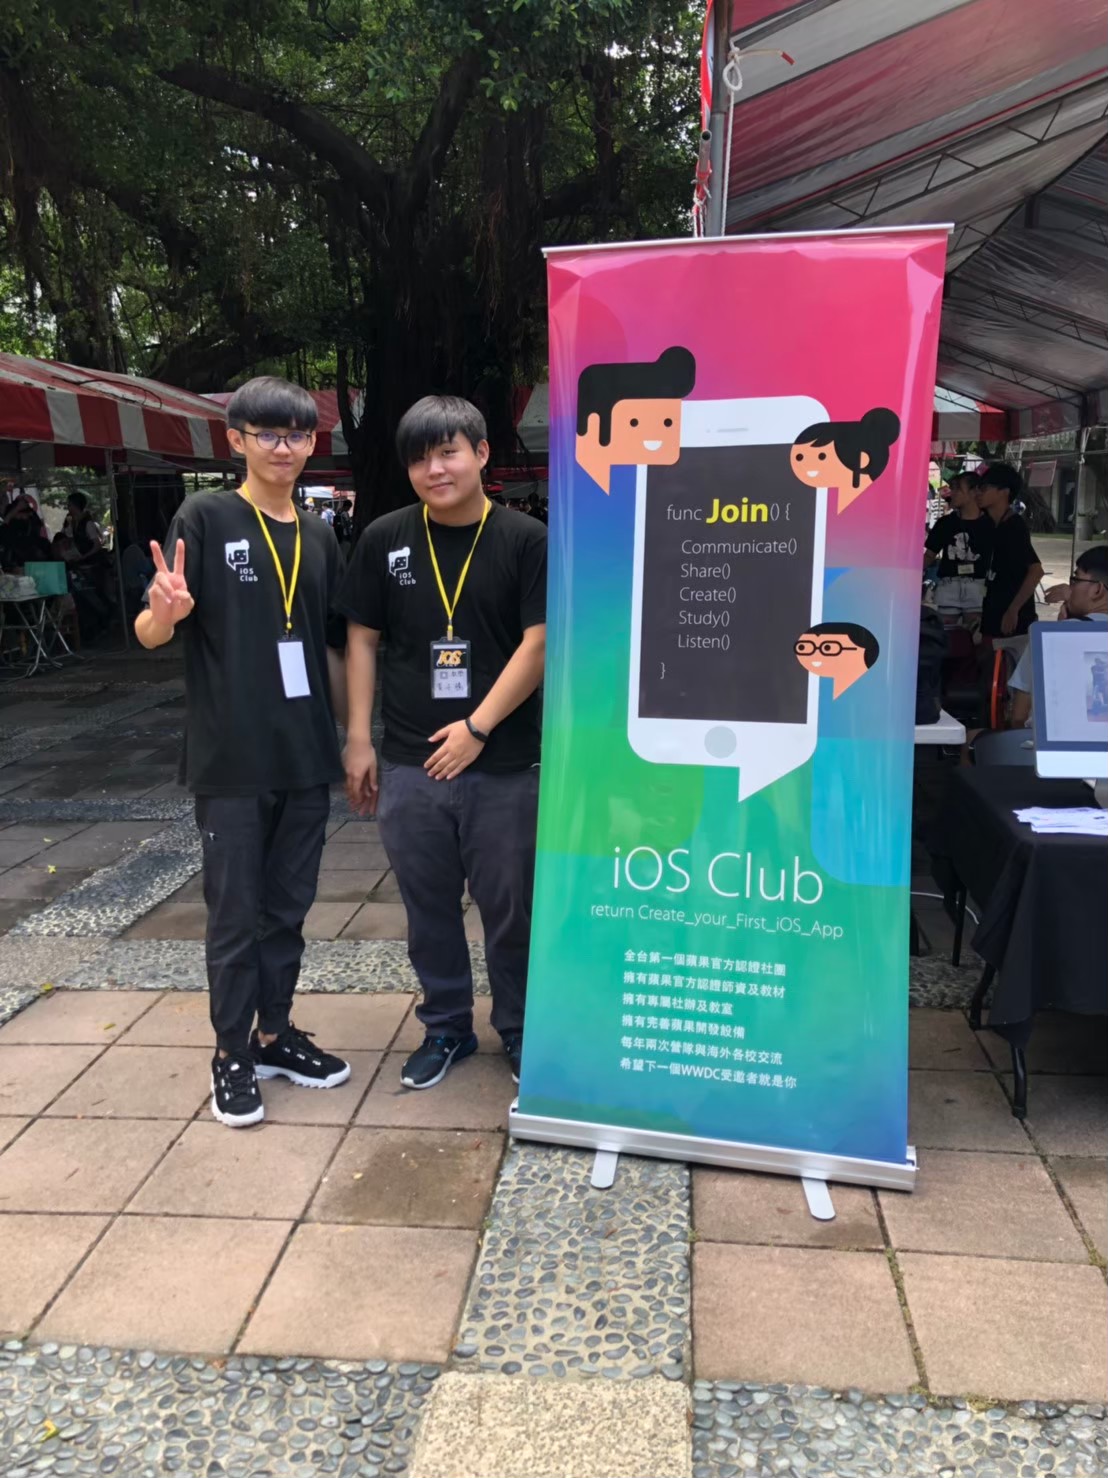 func Join() {
Communicate()
Share()
Create()
Study()
Listen()
}
iOS Club
return Create_your_First_iOS_App
全台第一個蘋果官方認證社團
擁有蘋果官方認證師資及教材
擁有專屬社辦及教室
擁有完善蘋果開發設備
每年兩次營隊與海外各校交流
希望下一個WWDC受邀者就是你
iOS
Club
iOS
Club
iOS